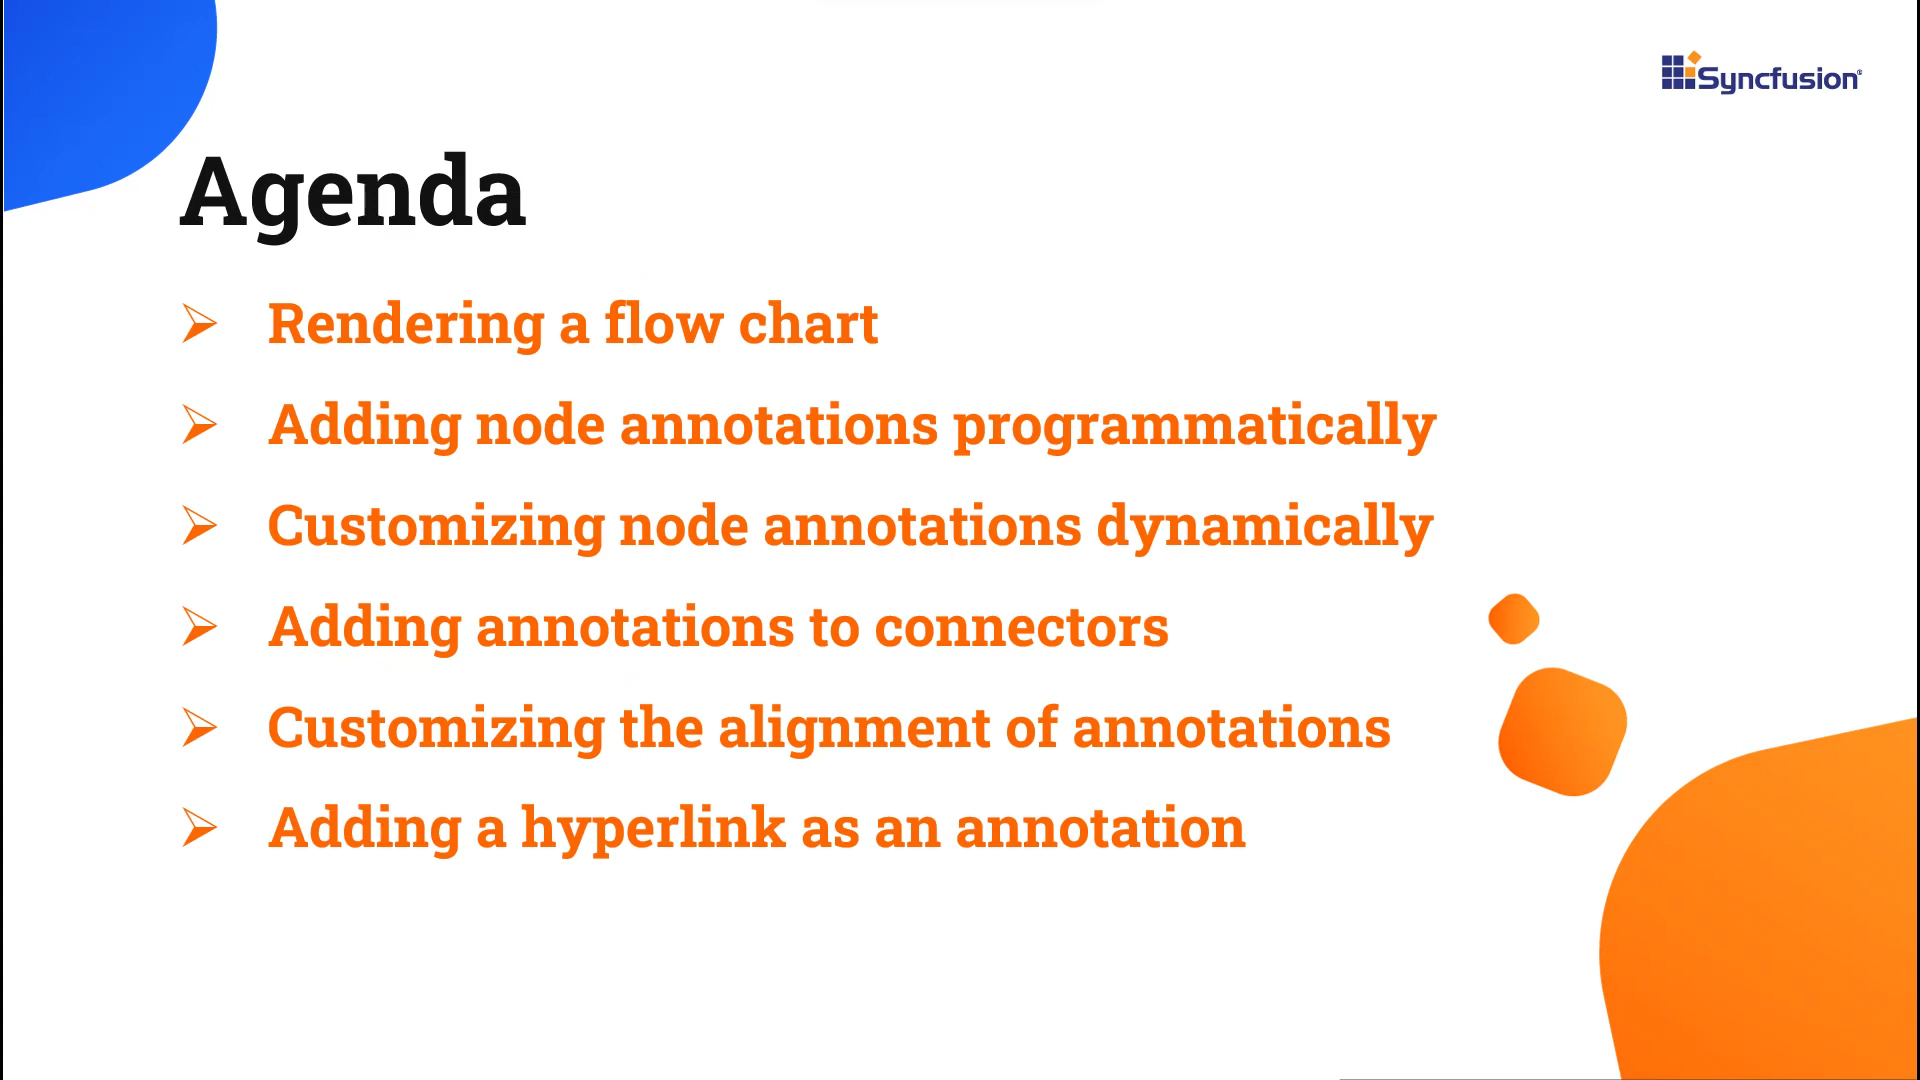 Syncfusion®
Agenda
➢ Rendering a flow chart
➢ Adding node annotations programmatically
➢ Customizing node annotations dynamically
➢ Adding annotations to connectors
➢ Customizing the alignment of annotations
➢ Adding a hyperlink as an annotation